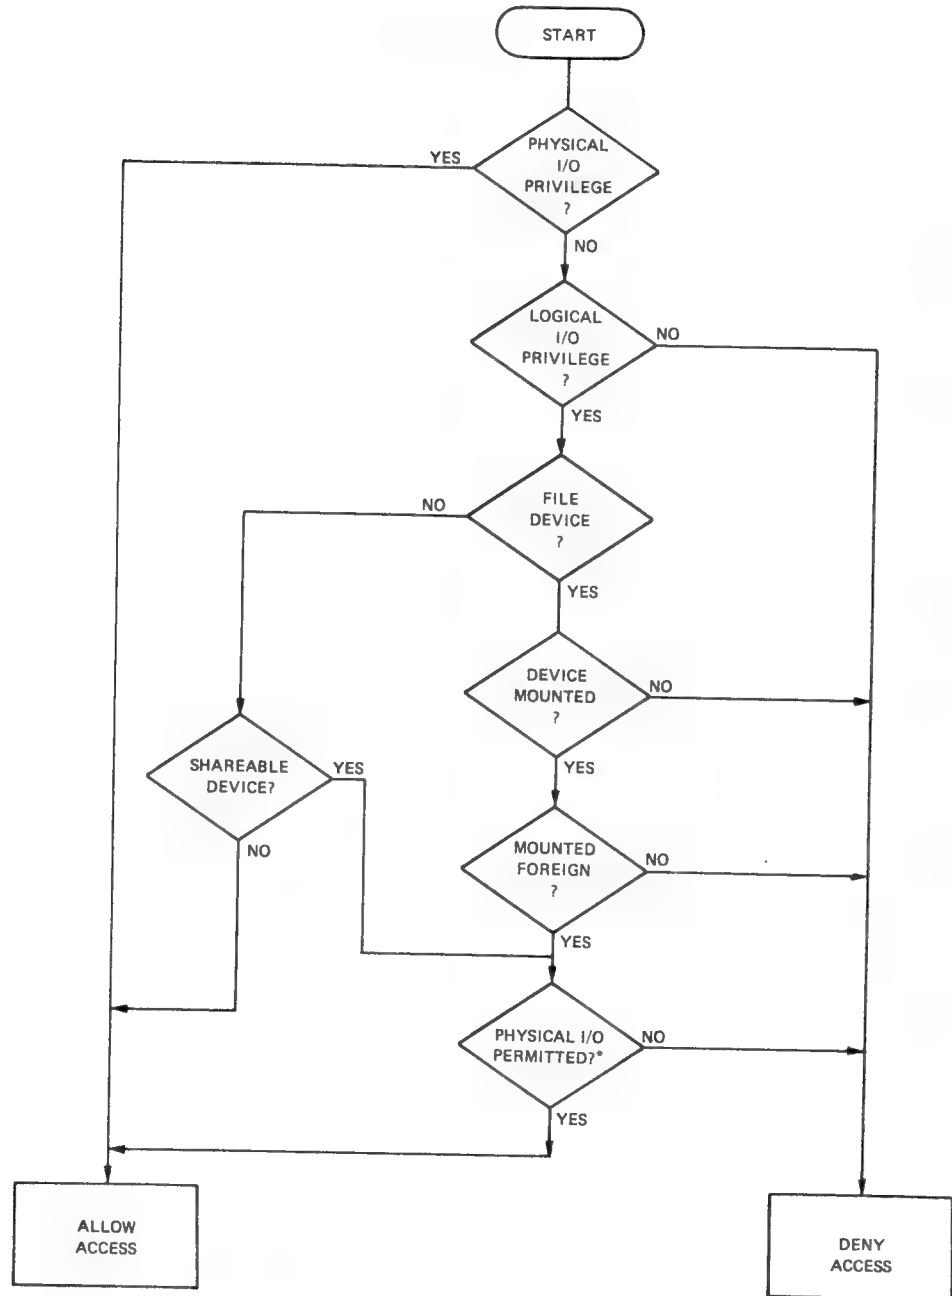 START
PHYSICAL
I/O
PRIVILEGE
?
YES
NO
LOGICAL
I/O
PRIVILEGE
?
NO
YES
FILE
DEVICE
?
NO
YES
DEVICE
MOUNTED
?
NO
YES
SHAREABLE
DEVICE?
YES
NO
MOUNTED
FOREIGN
?
NO
YES
PHYSICAL I/O
PERMITTED?*
NO
YES
ALLOW
ACCESS
DENY
ACCESS